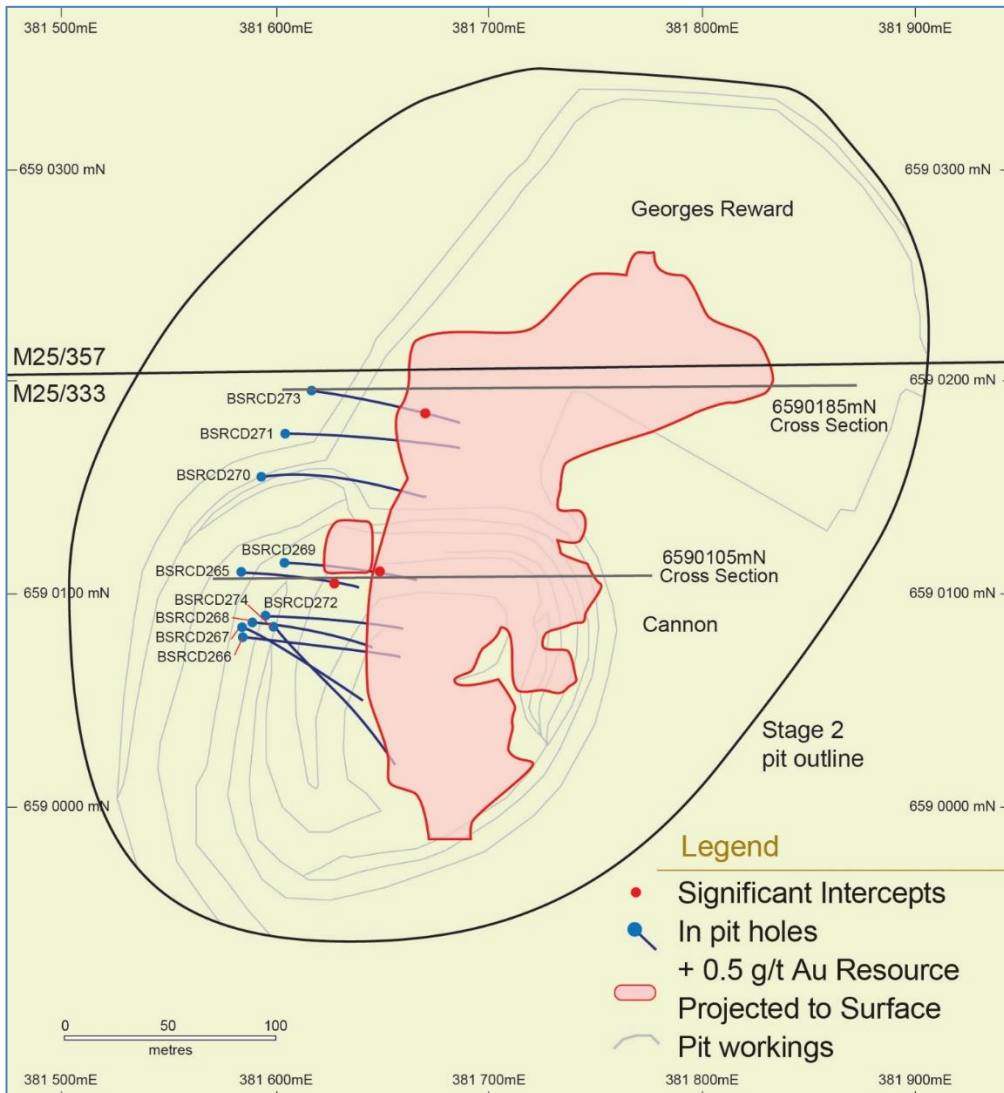 381 500mE
381 600mE
381 700mE
381 800mE
381 900mE
659 0300 mN
659 0300 mN
Georges Reward
M25/357
M25/333
659 0200 mN
BSRCD273
6590185mN
Cross Section
BSRCD271
BSRCD270
BSRCD269
BSRCD265
6590105mN
Cross Section
659 0100 mN
659 0100 mN
BSRCD274
BSRCD272
BSRCD268
BSRCD267
BSRCD266
Cannon
Stage 2
pit outline
659 0000 mN
659 0000 mN
Legend
Significant Intercepts
In pit holes
+ 0.5 g/t Au Resource
Projected to Surface
Pit workings
0
50
100
metres
381 500mE
381 600mE
381 700mE
381 800mE
381 900mE